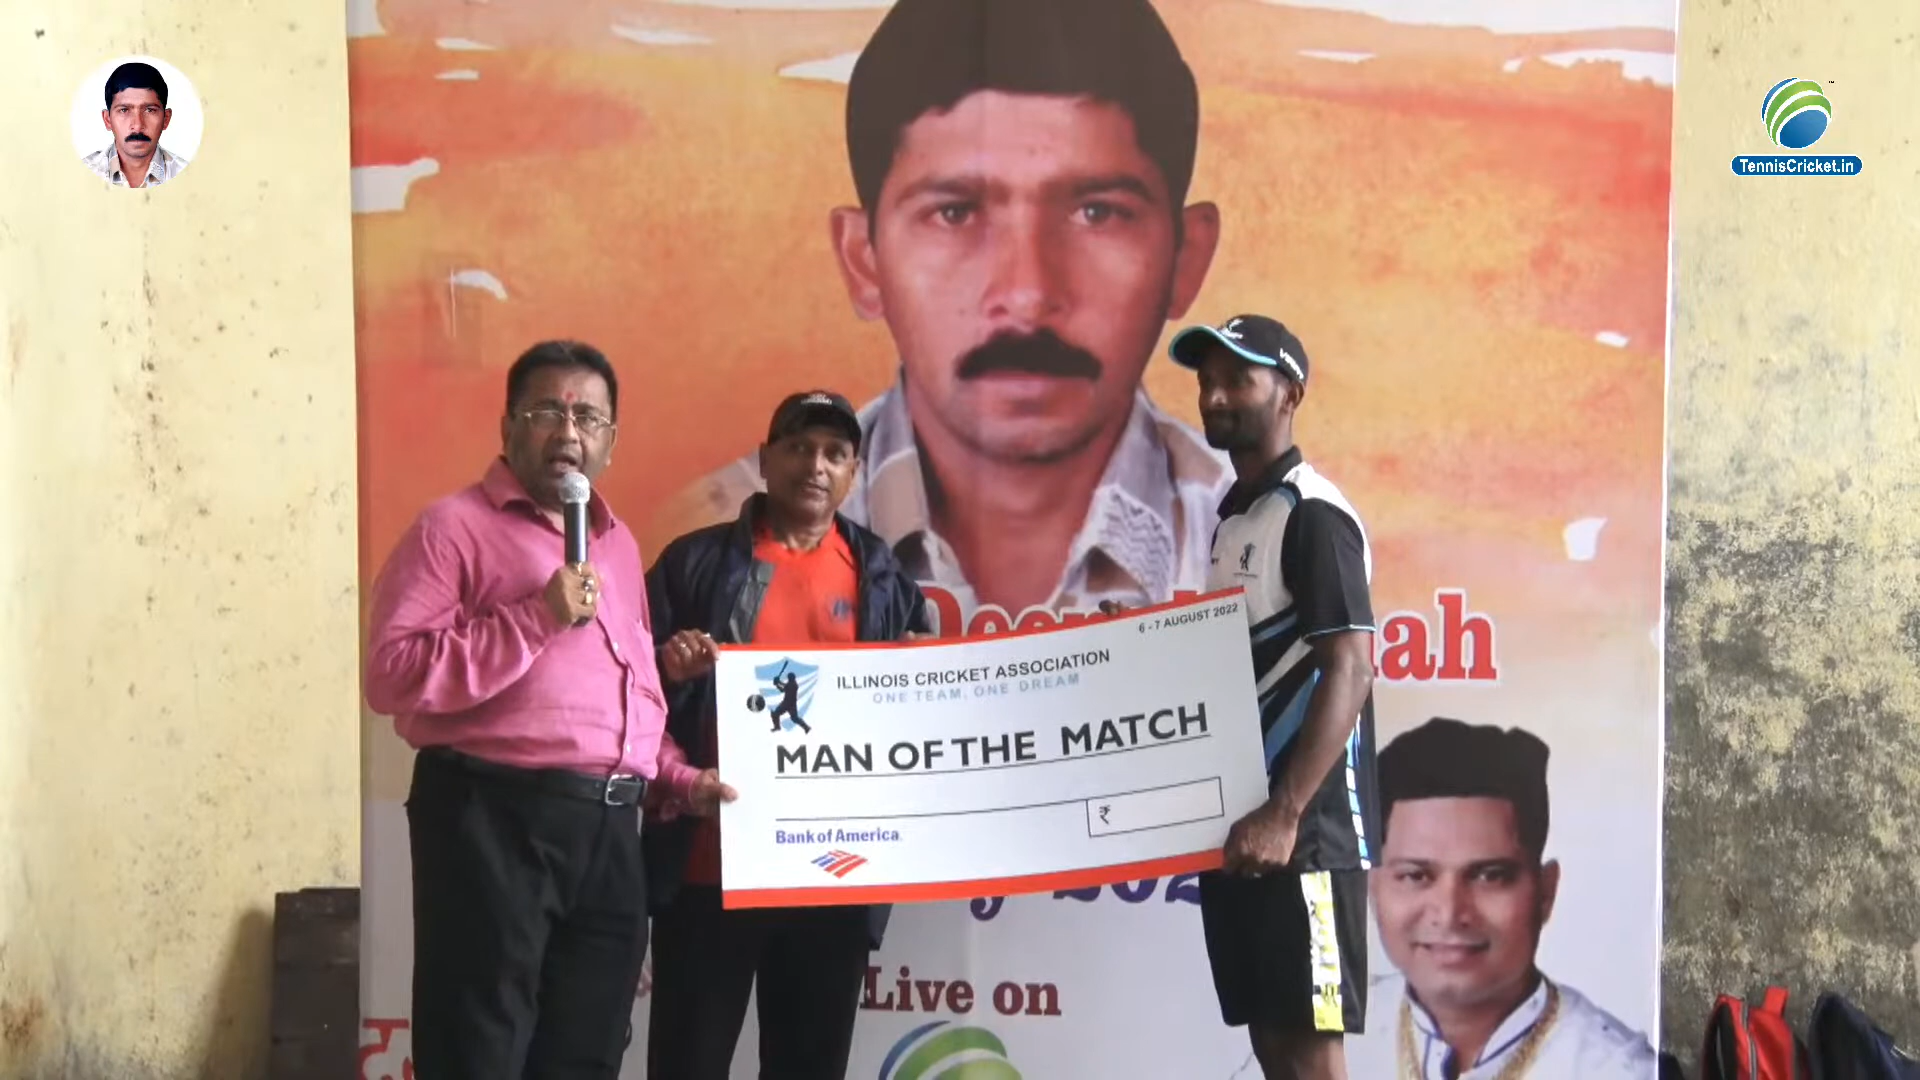 TennisCricket.in
6 - 7 AUGUST 2022
ILLINOIS CRICKET ASSOCIATION
ONE TEAM, ONE DREAM
MAN OF THE MATCH
₹
Bank of America
Live on